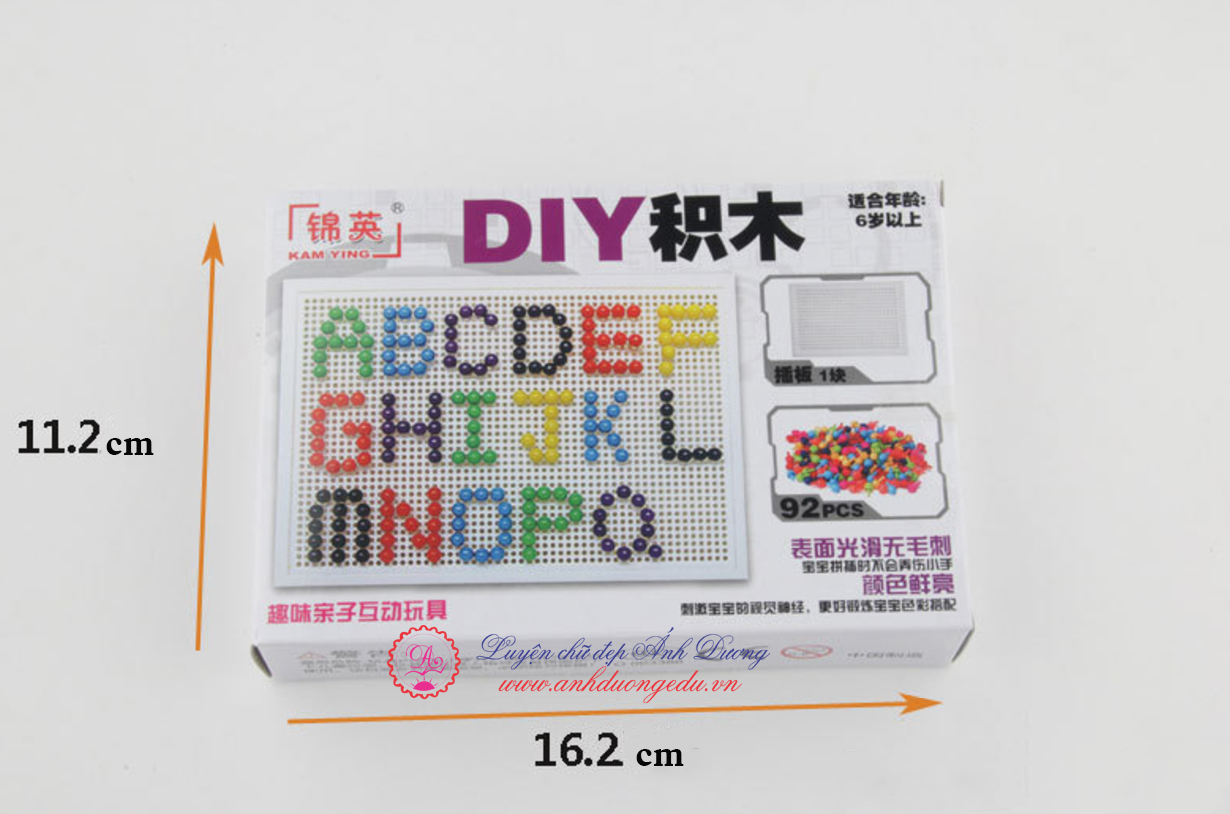 锦英®
KAM YING
DIY积木
适合年龄:
6岁以上
A B C D E F
G H I J K L
M N O P Q
插板 1块
92PCS
表面光滑无毛刺
宝宝拼插时不会弄伤小手
颜色鲜亮
刺激宝宝的视觉神经，更好锻炼宝宝色彩搭配
趣味亲子互动玩具
中国制造
Luyện chữ đẹp Ánh Dương
www.anhduongedu.vn
11.2 cm
16.2 cm